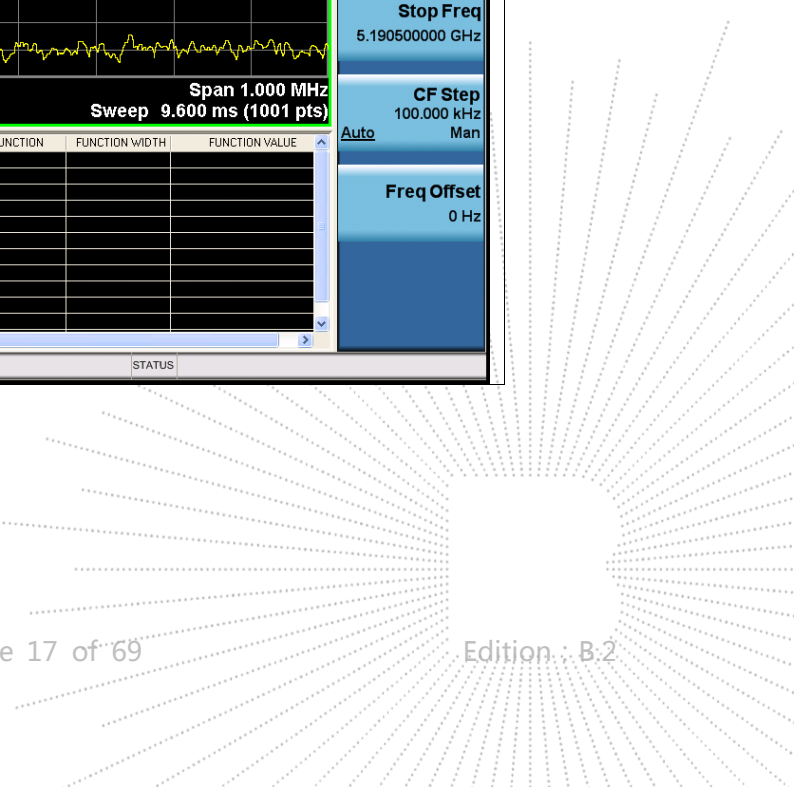 Stop Freq
5.190500000 GHz
Span 1.000 MHz
Sweep 9.600 ms (1001 pts)
CF Step
100.000 kHz
Auto Man
UNCTION FUNCTION WIDTH FUNCTION VALUE
Freq Offset
0 Hz
STATUS
e 17 of 69 Edition : B.2